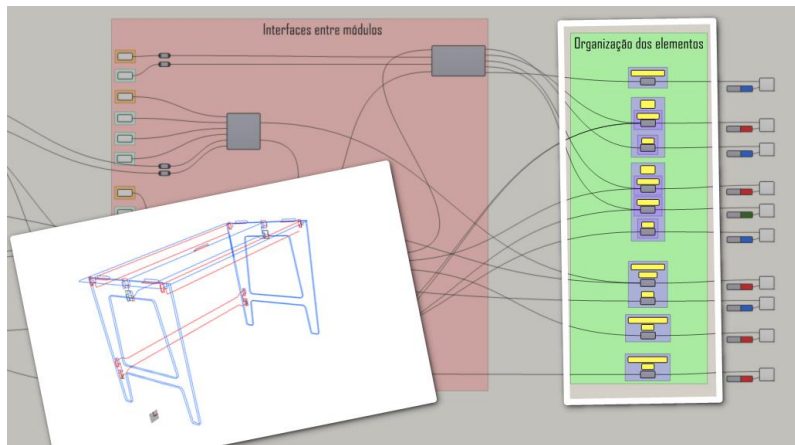 Interfaces entre módulos
Organização dos elementos